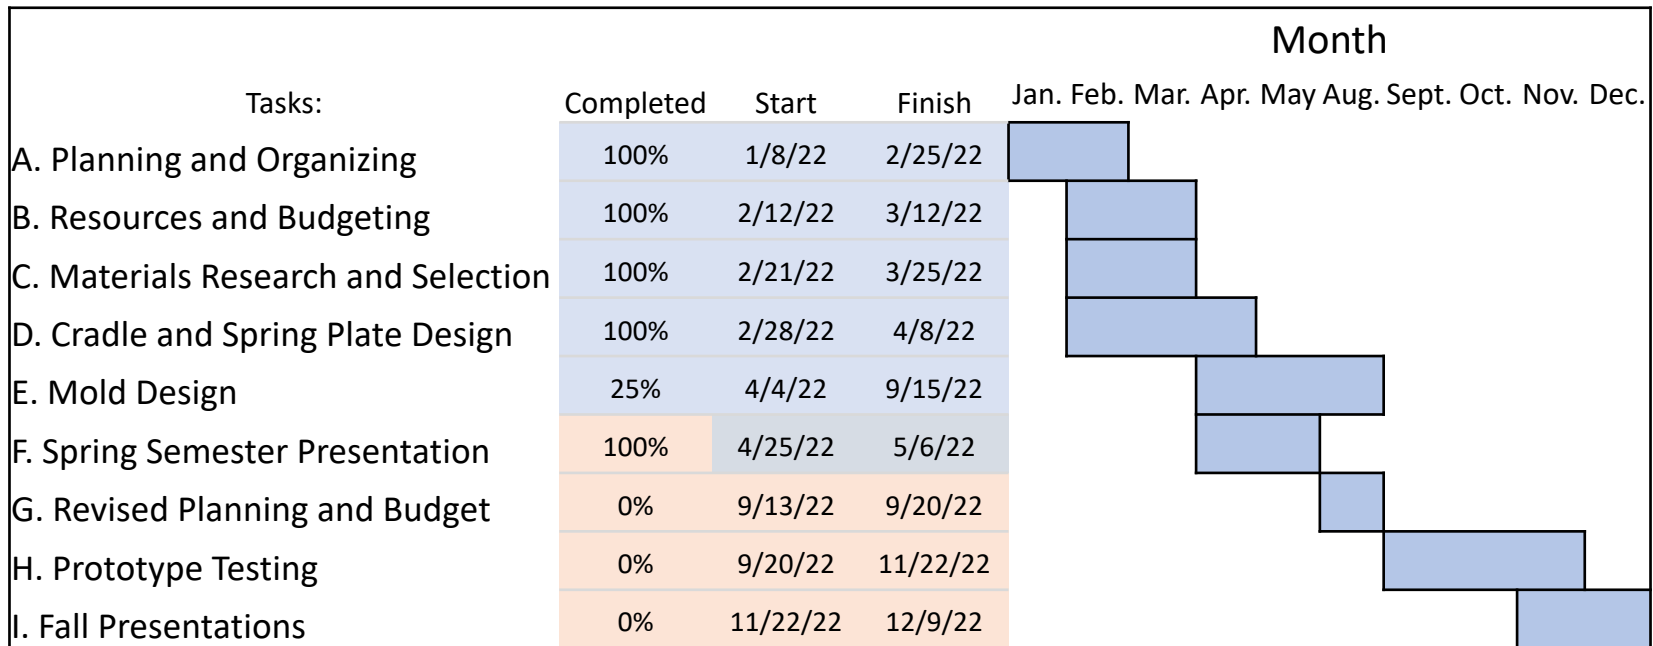 Month
Tasks: Completed Start Finish Jan. Feb. Mar. Apr. May Aug. Sept. Oct. Nov. Dec.
A. Planning and Organizing 100% 1/8/22 2/25/22
B. Resources and Budgeting 100% 2/12/22 3/12/22
C. Materials Research and Selection 100% 2/21/22 3/25/22
D. Cradle and Spring Plate Design 100% 2/28/22 4/8/22
E. Mold Design 25% 4/4/22 9/15/22
F. Spring Semester Presentation 100% 4/25/22 5/6/22
G. Revised Planning and Budget 0% 9/13/22 9/20/22
H. Prototype Testing 0% 9/20/22 11/22/22
I. Fall Presentations 0% 11/22/22 12/9/22